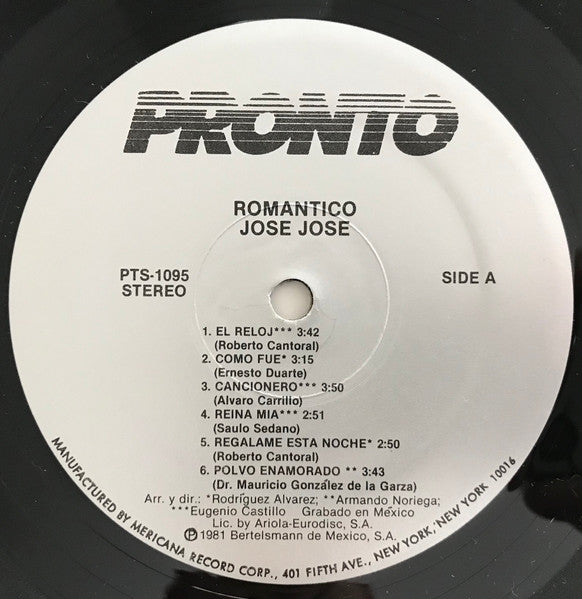 PRONTO
ROMANTICO
JOSE JOSE
PTS-1095
STEREO
SIDE A
1. EL RELOJ*** 3:42
(Roberto Cantoral)
2. COMO FUE* 3:15
(Ernesto Duarte)
3. CANCIONERO*** 3:50
(Alvaro Carrilio)
4. REINA MIA*** 2:51
(Saulo Sedano)
5. REGALAME ESTA NOCHE* 2:50
(Roberto Cantoral)
6. POLVO ENAMORADO ** 3:43
(Dr. Mauricio González de la Garza)
Arr. y dir.: *Rodríguez Alvarez; **Armando Noriega;
***Eugenio Castillo Grabado en México
Lic. by Ariola-Eurodisc, S.A.
℗ 1981 Bertelsmann de Mexico, S.A.
MANUFACTURED BY MERICANA RECORD CORP., 401 FIFTH AVE., NEW YORK, NEW YORK 10016